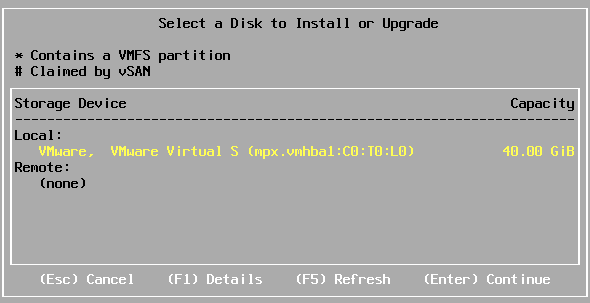 Select a Disk to Install or Upgrade
* Contains a VMFS partition
# Claimed by vSAN
Storage Device Capacity
Local:
VMware, VMware Virtual S (mpx.vmhba1:C0:T0:L0) 40.00 GiB
Remote:
(none)
(Esc) Cancel (F1) Details (F5) Refresh (Enter) Continue